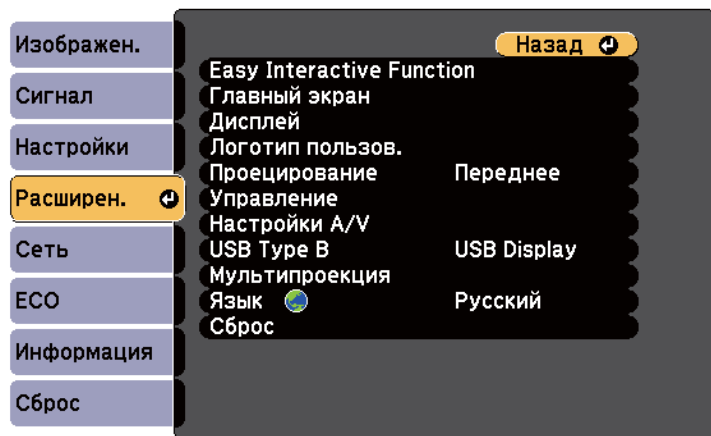 Изображен.
Сигнал
Настройки
Расширен.
Сеть
ECO
Информация
Сброс
Назад
Easy Interactive Function
Главный экран
Дисплей
Логотип пользов.
Проецирование Переднее
Управление
Настройки A/V
USB Type B USB Display
Мультипроекция
Язык Русский
Сброс